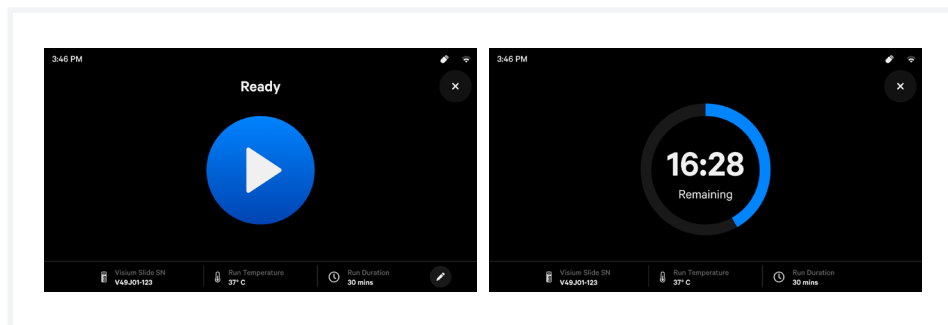 3:46 PM
Ready
Visium Slide SN
V49J01-123
Run Temperature
37° C
Run Duration
30 mins
3:46 PM
16:28
Remaining
Visium Slide SN
V49J01-123
Run Temperature
37° C
Run Duration
30 mins